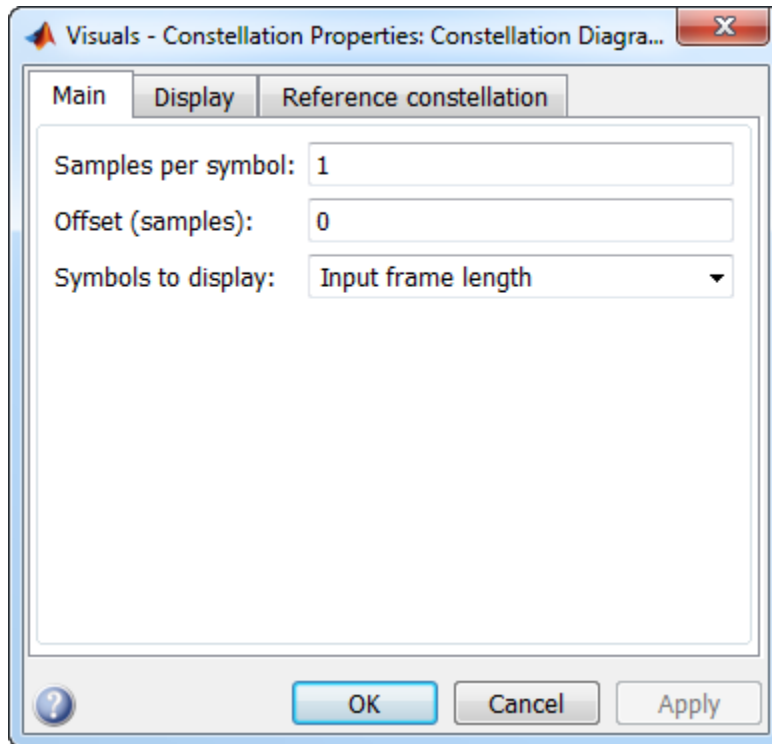 Visuals - Constellation Properties: Constellation Diagra...
Main Display Reference constellation
Samples per symbol: 1
Offset (samples): 0
Symbols to display: Input frame length
? OK Cancel Apply